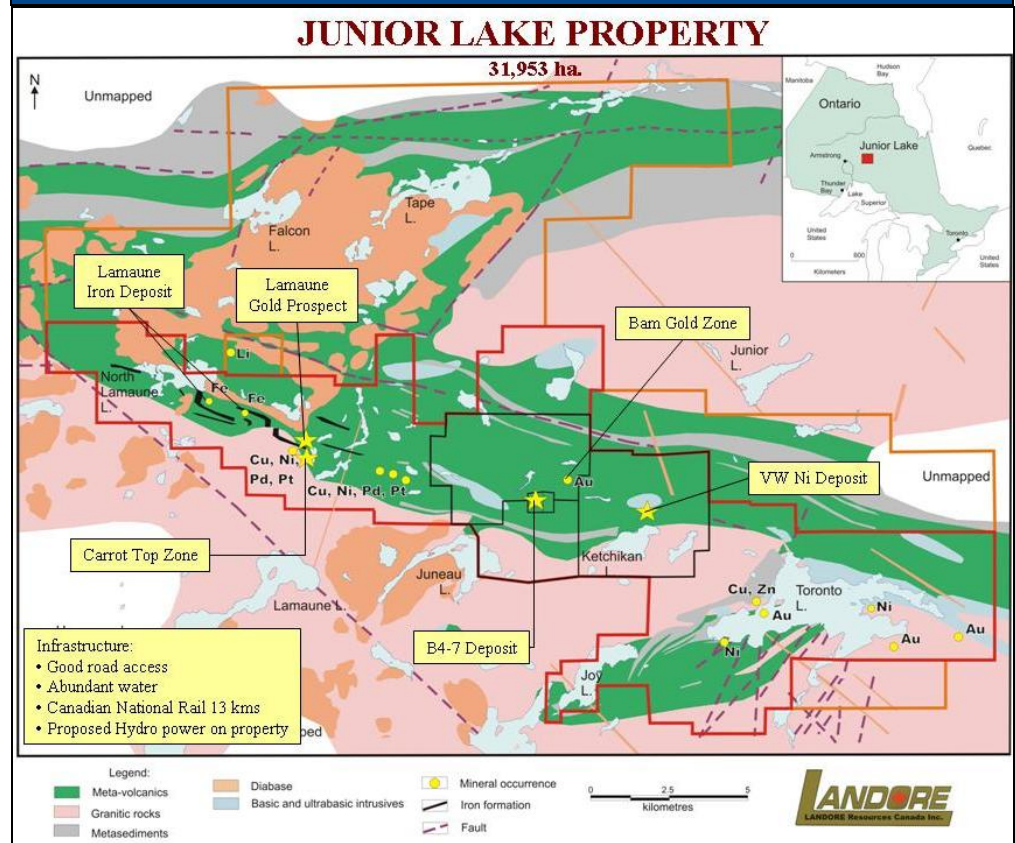 JUNIOR LAKE PROPERTY
31,953 ha.
N
Unmapped
Manitoba
Hudson
Bay
Ontario
Quebec
Junior Lake
Armstrong
Thunder
Bay
Lake
Superior
United
States
Toronto
United
States
0
600
Kilometers
Tape
L.
Falcon
L.
Lamaune
Iron Deposit
Lamaune
Gold Prospect
Bam Gold Zone
Junior
L.
Li
North
Lamaune
L.
Fe
Fe
Cu, Ni,
Pd, Pt
Cu, Ni, Pd, Pt
Au
VW Ni Deposit
Unmapped
Carrot Top Zone
Ketchikan
Juneau
L.
Lamaune L.
Cu, Zn
Toronto
L.
Au
Ni
Ni
Au
Au
B4-7 Deposit
Joy
L.
Infrastructure:
• Good road access
• Abundant water
• Canadian National Rail 13 kms
• Proposed Hydro power on property
Legend:
Meta-volcanics
Granitic rocks
Metasediments
Diabase
Basic and ultrabasic intrusives
Mineral occurrence
Iron formation
Fault
0 2.5 5
kilometres
LANDORE
LANDORE Resources Canada Inc.